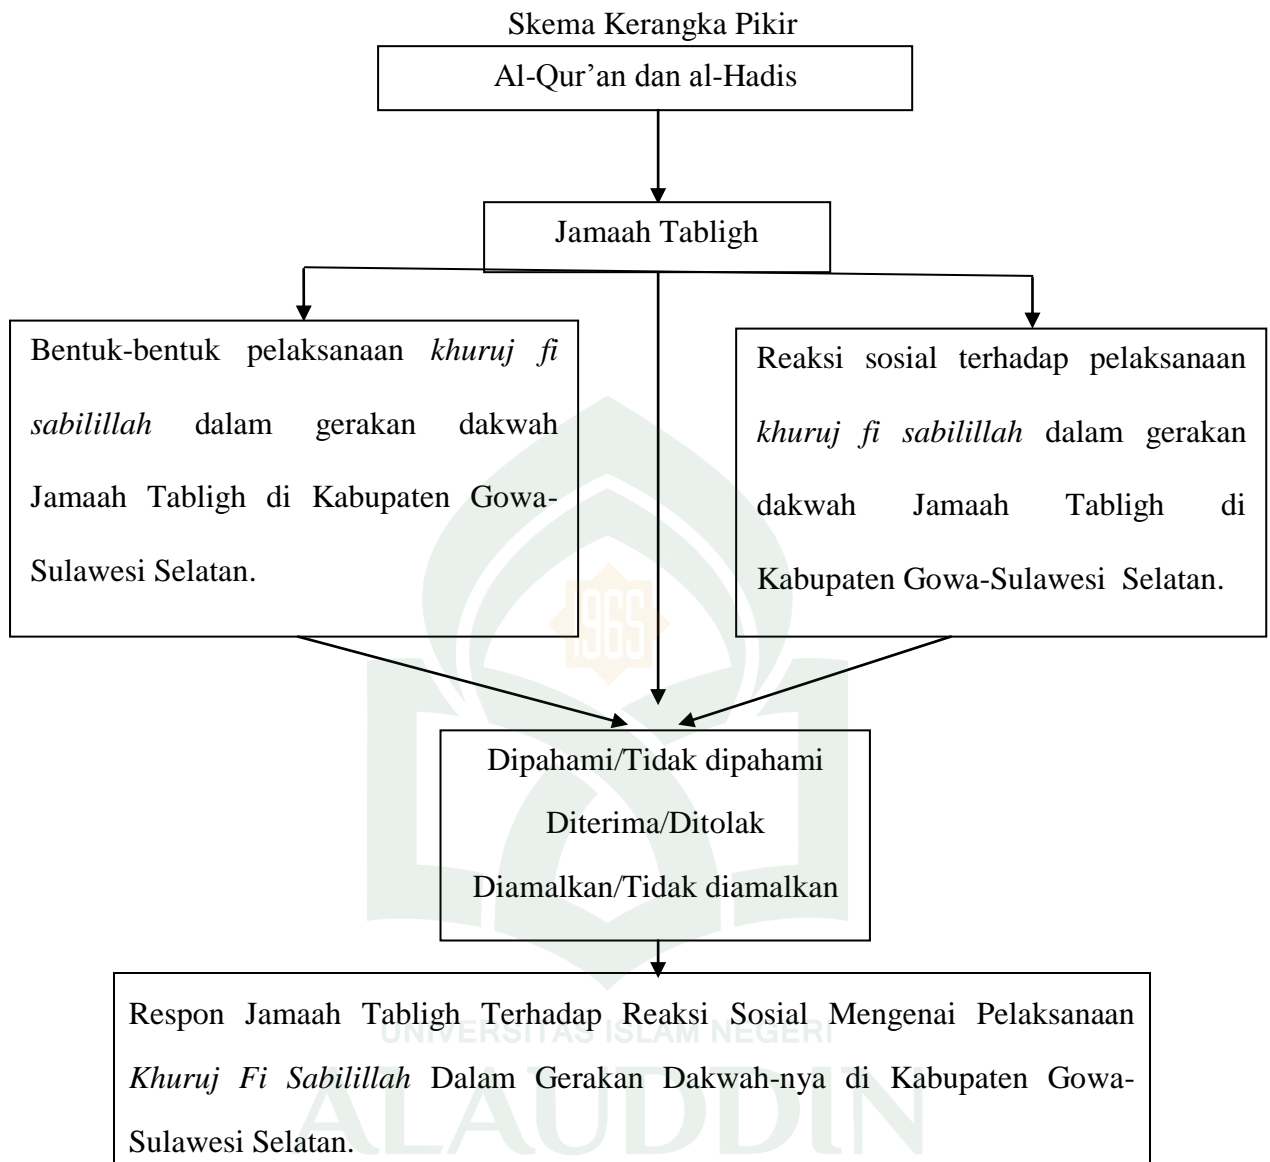 Skema Kerangka Pikir
Al-Qur’an dan al-Hadis
Jamaah Tabligh
Bentuk-bentuk pelaksanaan khuruj fi
sabilillah dalam gerakan dakwah
Jamaah Tabligh di Kabupaten Gowa-
Sulawesi Selatan.
Reaksi sosial terhadap pelaksanaan
khuruj fi sabilillah dalam gerakan
dakwah Jamaah Tabligh di
Kabupaten Gowa-Sulawesi Selatan.
1965
Dipahami/Tidak dipahami
Diterima/Ditolak
Diamalkan/Tidak diamalkan
Respon Jamaah Tabligh Terhadap Reaksi Sosial Mengenai Pelaksanaan
UNIVERSITAS ISLAM NEGERI
Khuruj Fi Sabilillah Dalam Gerakan Dakwah-nya di Kabupaten Gowa-
Sulawesi Selatan.
ALAUDDIN